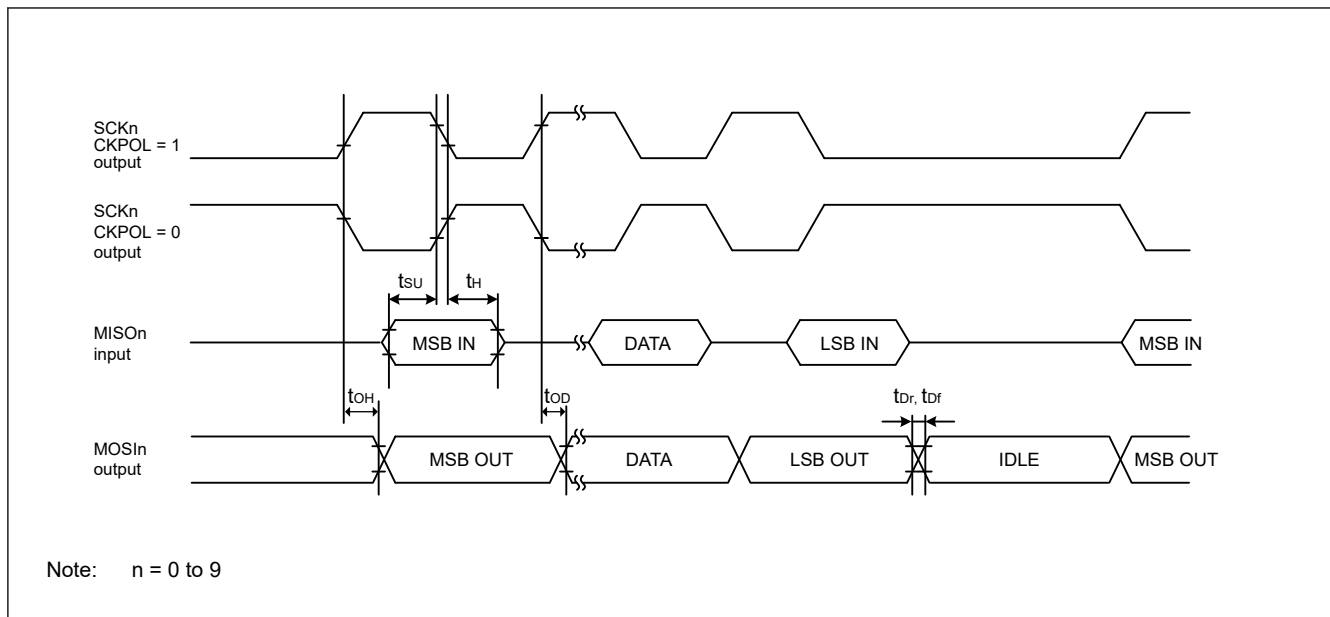 SCKn
CKPOL = 1
output
SCKn
CKPOL = 0
output
tSU
tH
MISOn
input
MSB IN
DATA
LSB IN
MSB IN
tOH
tOD
tDr, tDf
MOSIn
output
MSB OUT
DATA
LSB OUT
IDLE
MSB OUT
Note: n = 0 to 9